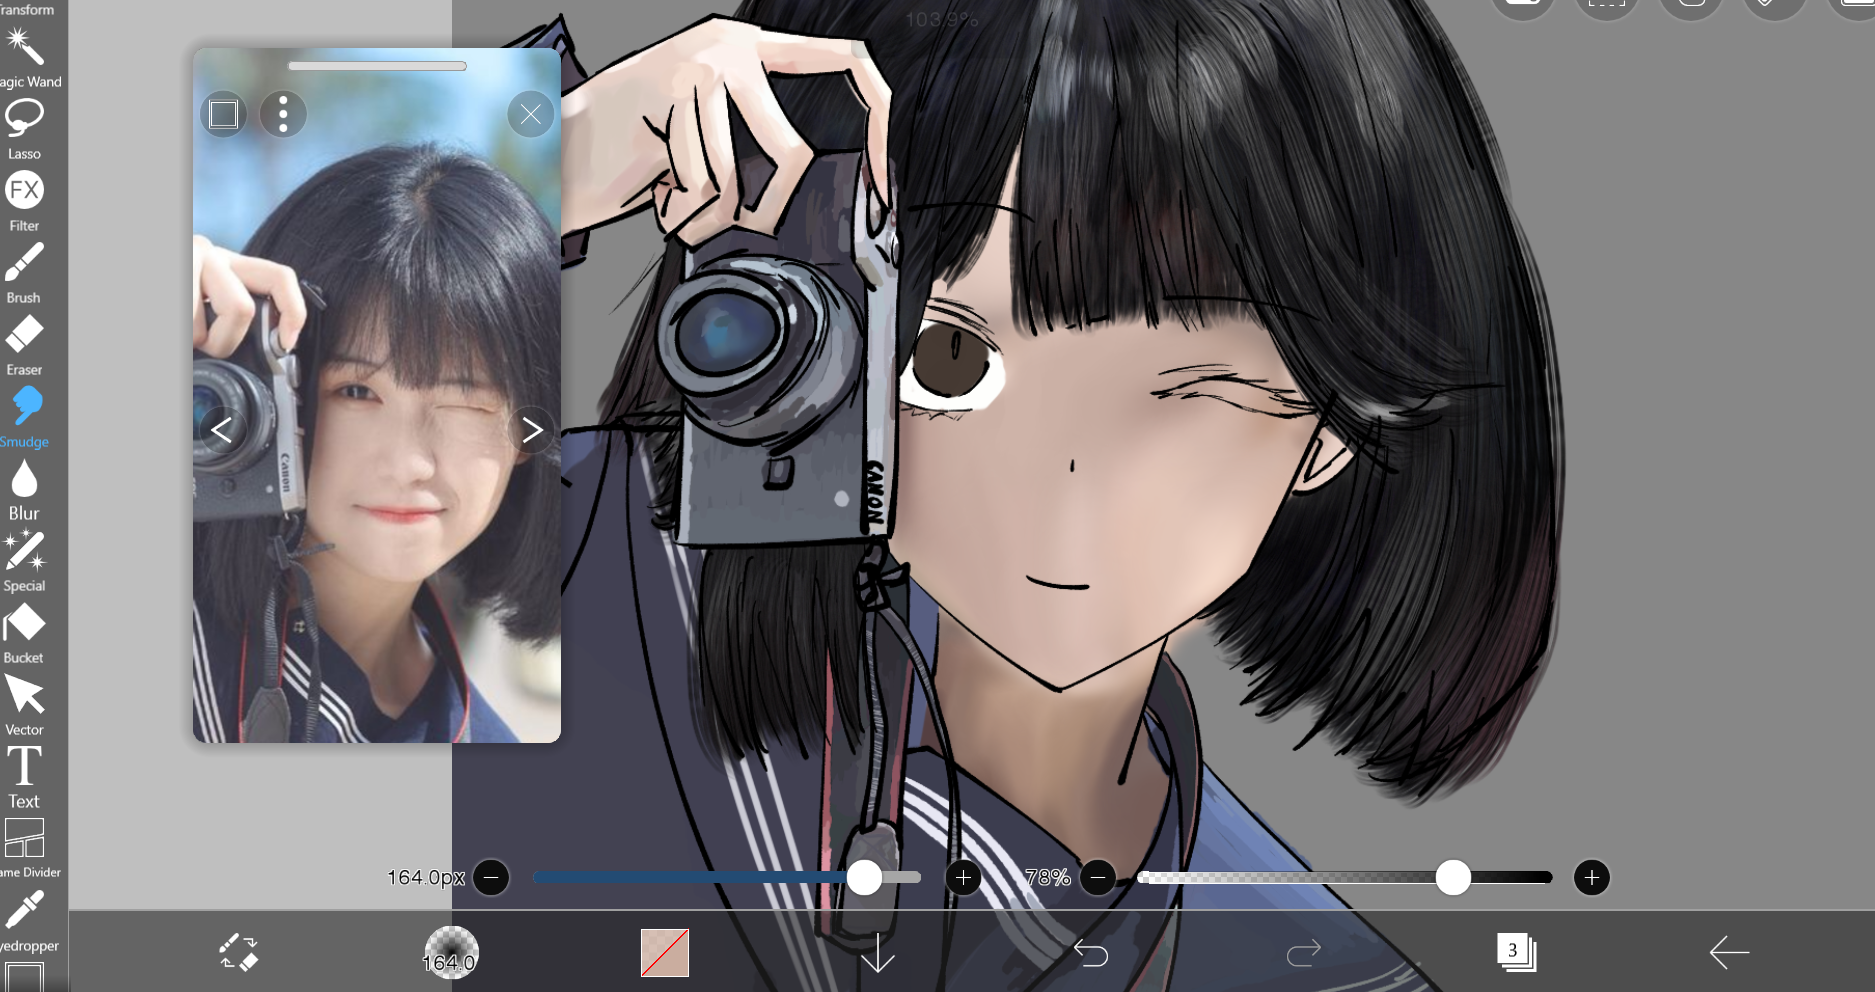 Transform
103.9%
agic Wand
Lasso
FX
Filter
Brush
Eraser
Smudge
Blur
Special
Bucket
Vector
T
Text
ame Divider
yedropper
Canon
CANON
164.0px
78%
164.0
3